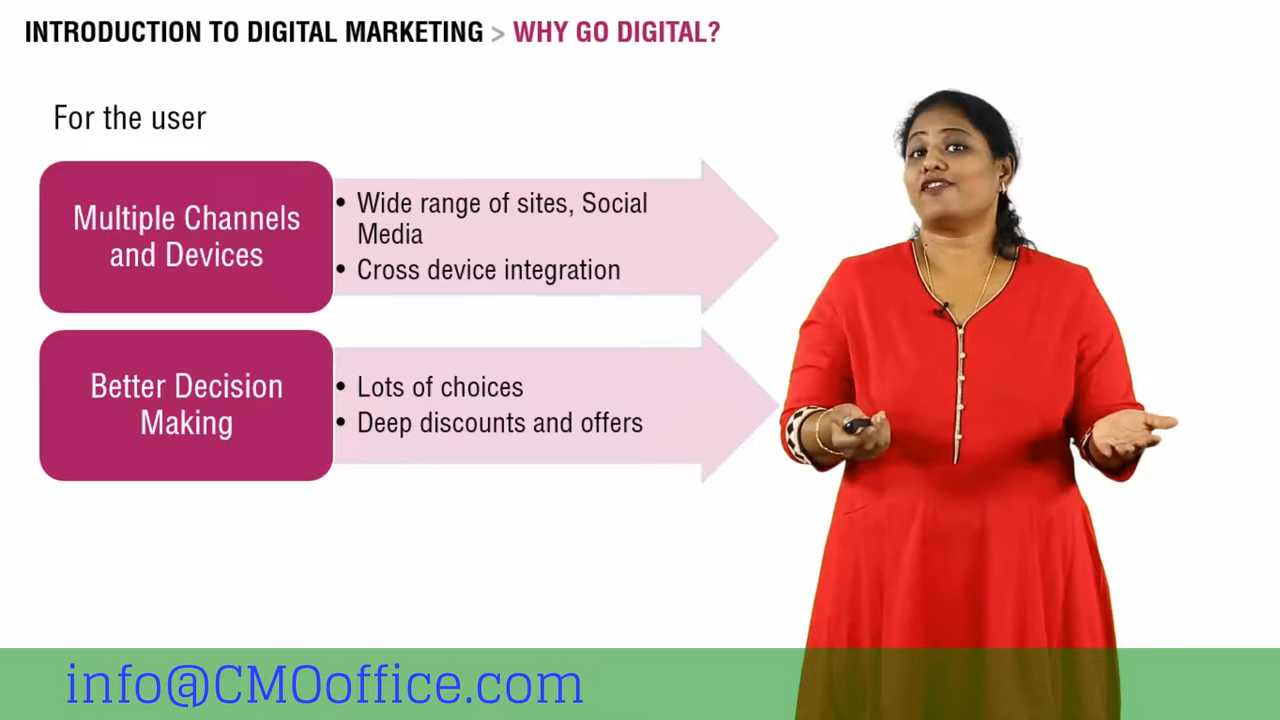 INTRODUCTION TO DIGITAL MARKETING > WHY GO DIGITAL?
For the user
Multiple Channels
and Devices
• Wide range of sites, Social
Media
• Cross device integration
Better Decision
Making
• Lots of choices
• Deep discounts and offers
info@CMOoffice.com